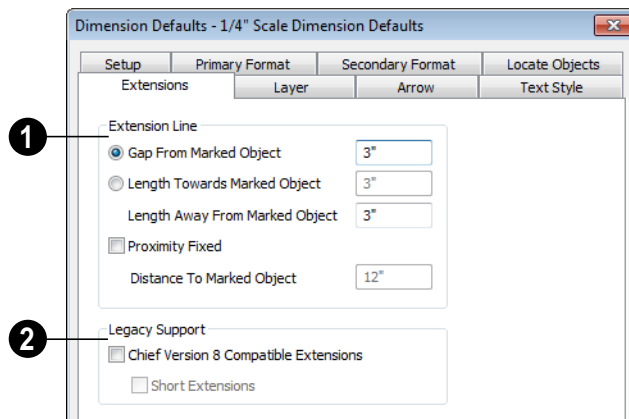 Dimension Defaults - 1/4" Scale Dimension Defaults
Setup Primary Format Secondary Format Locate Objects
Extensions Layer Arrow Text Style
1 Extension Line
Gap From Marked Object 3"
Length Towards Marked Object 3"
Length Away From Marked Object 3"
Proximity Fixed
Distance To Marked Object 12"
2 Legacy Support
Chief Version 8 Compatible Extensions
Short Extensions